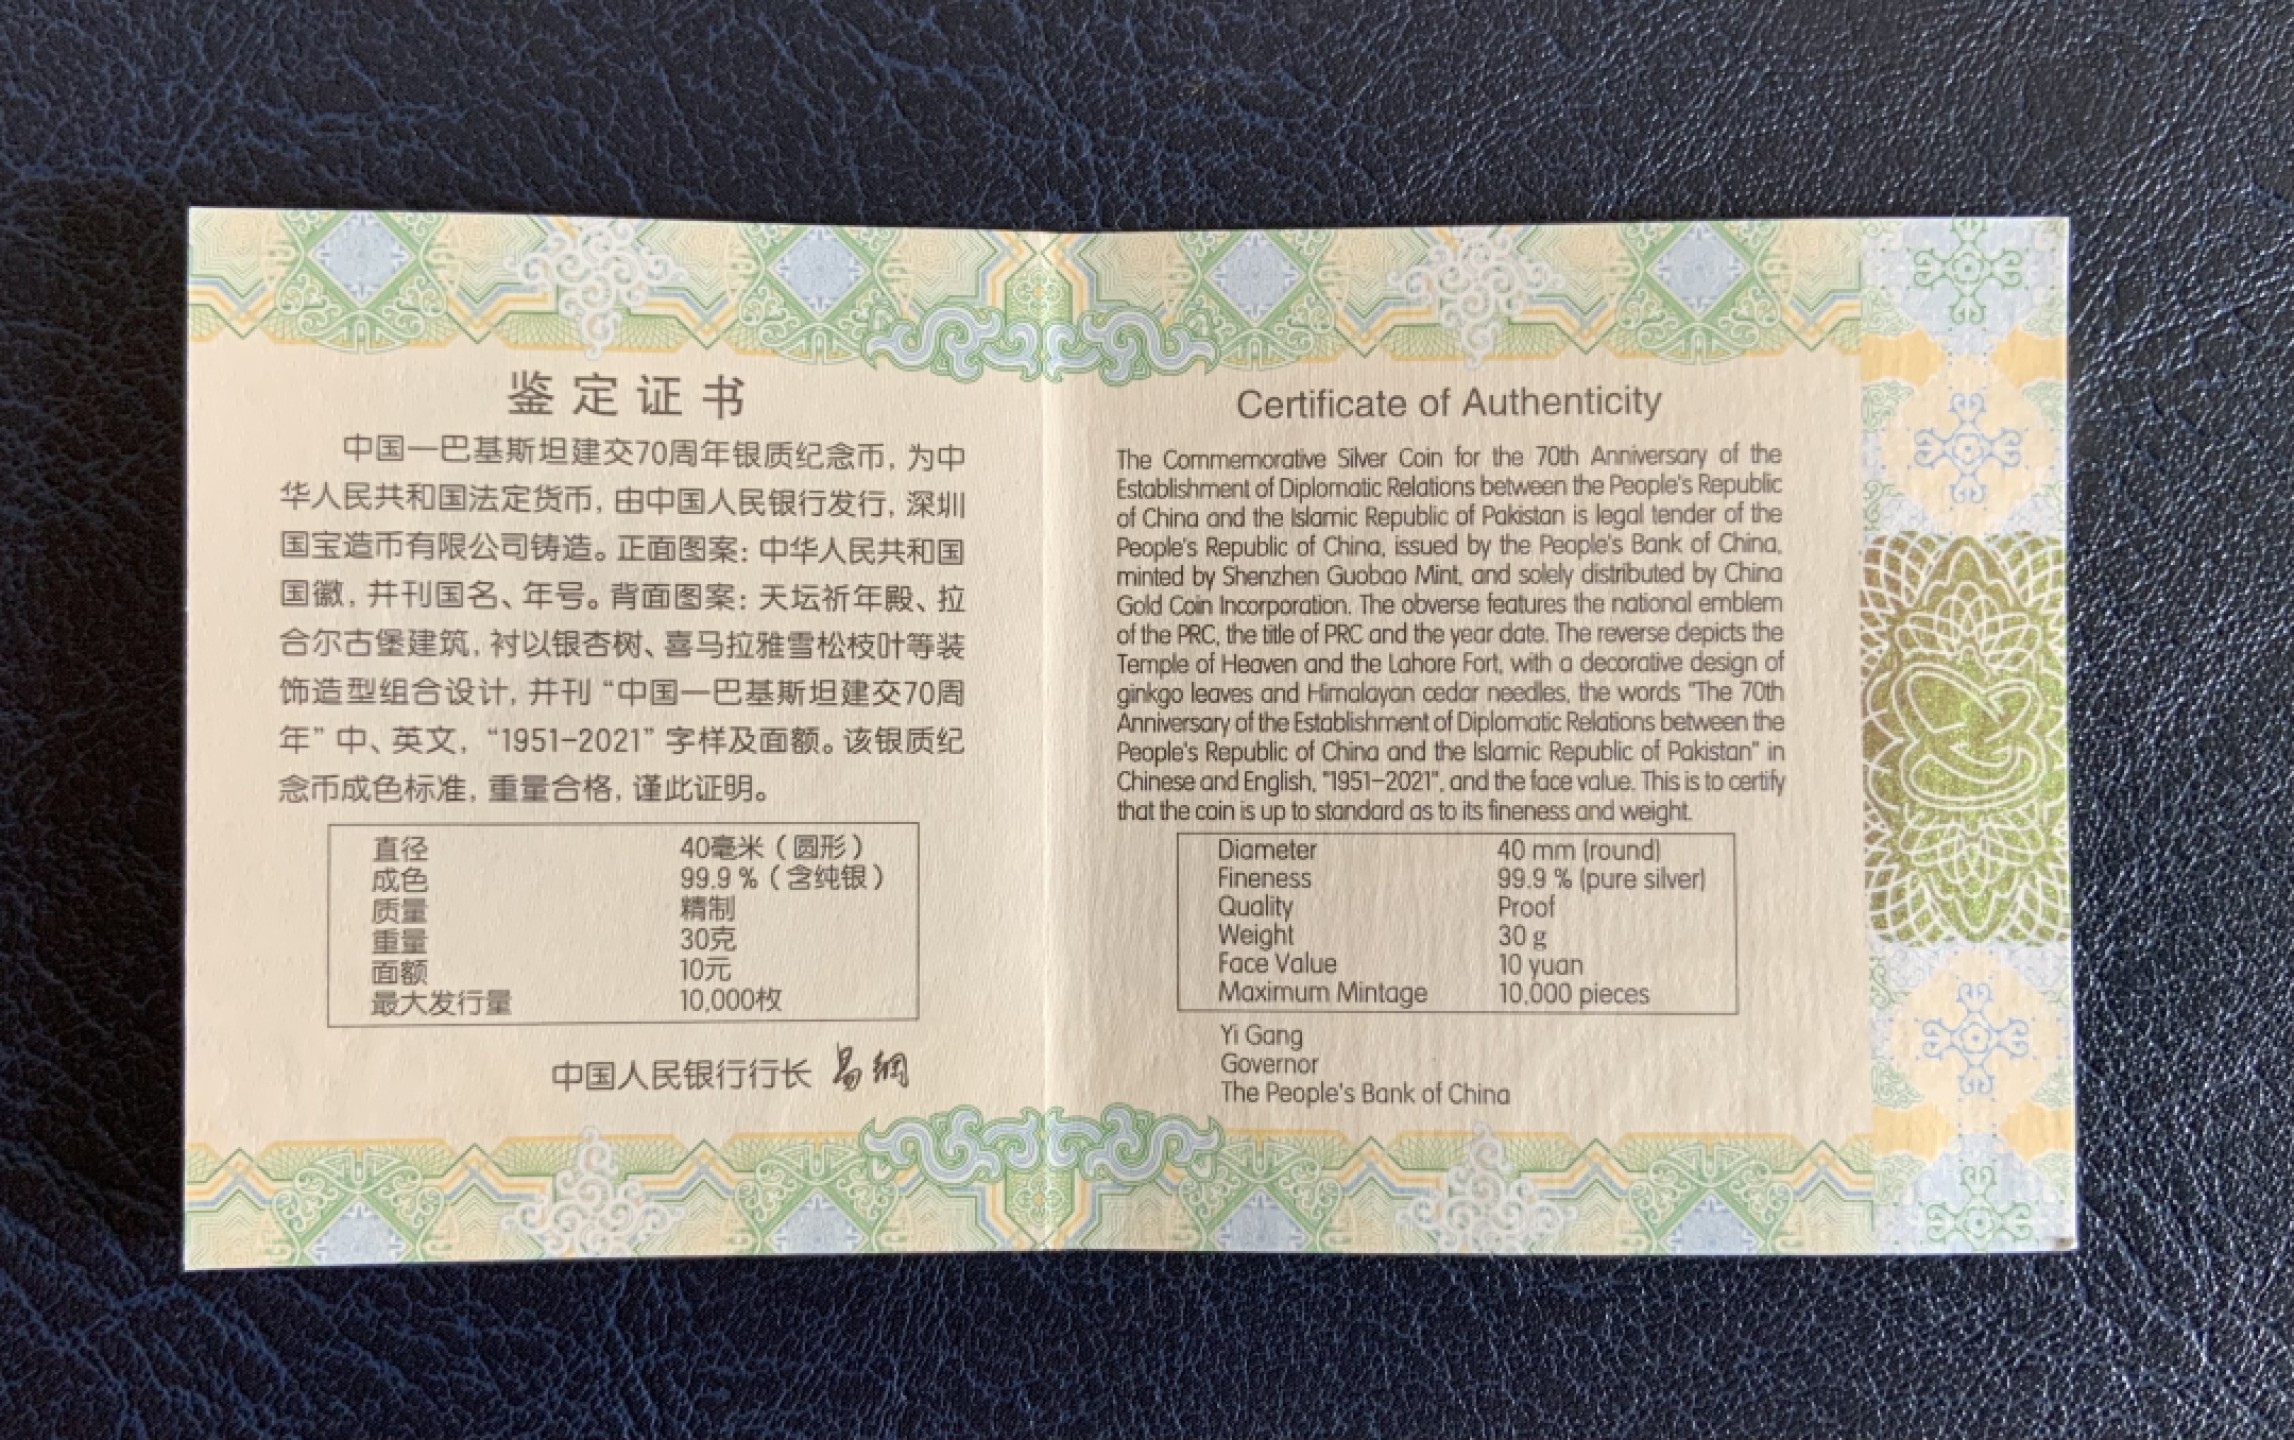 鉴定证书
中国—巴基斯坦建交70周年银质纪念币, 为中
华人民共和国法定货币, 由中国人民银行发行, 深圳
国宝造币有限公司铸造。正面图案: 中华人民共和国
国徽, 并刊国名、年号。背面图案: 天坛祈年殿、拉
合尔古堡建筑, 衬以银杏树、喜马拉雅雪松枝叶等装
饰造型组合设计, 并刊 “中国—巴基斯坦建交70周
年” 中、英文, “1951-2021” 字样及面额。该银质纪
念币成色标准, 重量合格, 谨此证明。
直径 40毫米（圆形）
成色 99.9 %（含纯银）
质量 精制
重量 30克
面额 10元
最大发行量 10,000枚
中国人民银行行长 易綱
Certificate of Authenticity
The Commemorative Silver Coin for the 70th Anniversary of the
Establishment of Diplomatic Relations between the People's Republic
of China and the Islamic Republic of Pakistan is legal tender of the
People's Republic of China, issued by the People's Bank of China,
minted by Shenzhen Guobao Mint, and solely distributed by China
Gold Coin Incorporation. The obverse features the national emblem
of the PRC, the title of PRC and the year date. The reverse depicts the
Temple of Heaven and the Lahore Fort, with a decorative design of
ginkgo leaves and Himalayan cedar needles, the words "The 70th
Anniversary of the Establishment of Diplomatic Relations between the
People's Republic of China and the Islamic Republic of Pakistan" in
Chinese and English, "1951-2021", and the face value. This is to certify
that the coin is up to standard as to its fineness and weight.
Diameter 40 mm (round)
Fineness 99.9 % (pure silver)
Quality Proof
Weight 30 g
Face Value 10 yuan
Maximum Mintage 10,000 pieces
Yi Gang
Governor
The People's Bank of China